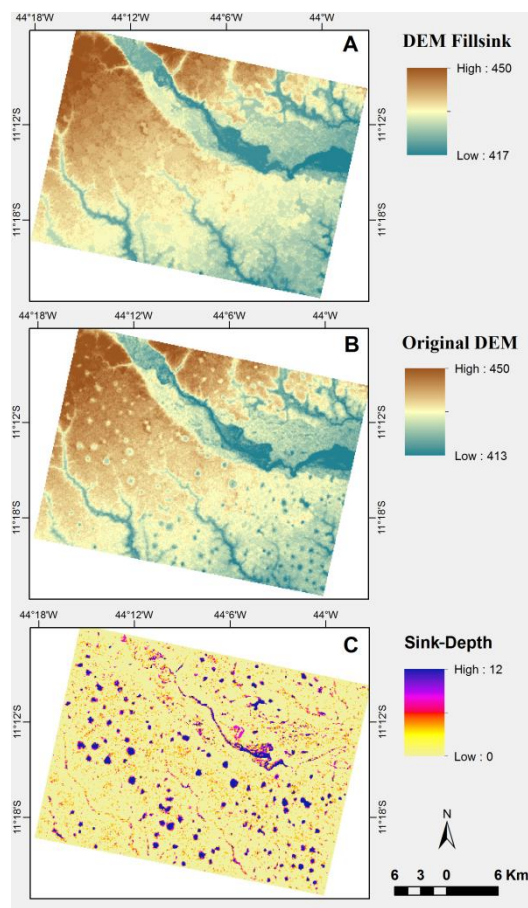 44°18'W 44°12'W 44°6'W 44°W
A
11°12'S
11°12'S
11°18'S
11°18'S
DEM Fillsink
High : 450
Low : 417
44°18'W 44°12'W 44°6'W 44°W
B
11°12'S
11°12'S
11°18'S
11°18'S
Original DEM
High : 450
Low : 413
44°18'W 44°12'W 44°6'W 44°W
C
11°12'S
11°12'S
11°18'S
11°18'S
Sink-Depth
High : 12
Low : 0
N
6 3 0 6 Km